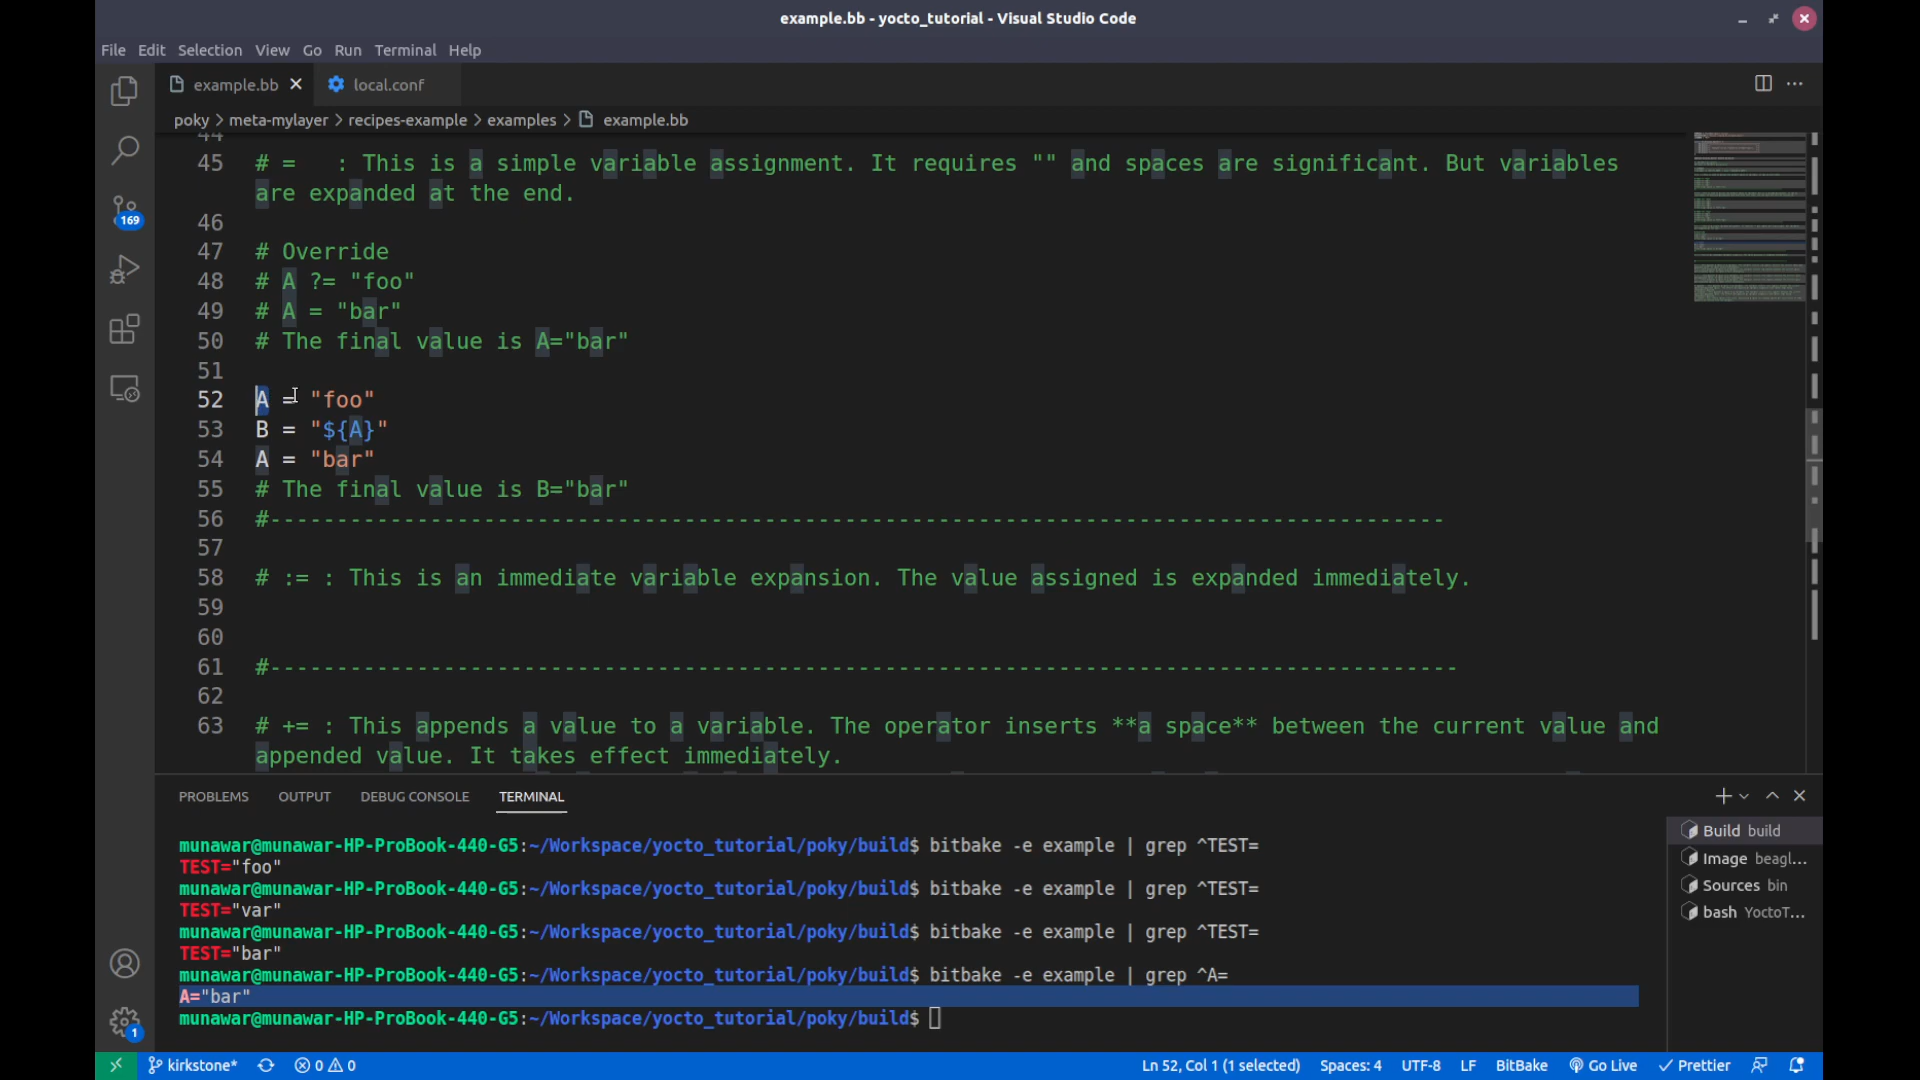 example.bb - yocto_tutorial - Visual Studio Code
File Edit Selection View Go Run Terminal Help
example.bb local.conf
poky > meta-mylayer > recipes-example > examples > example.bb
44
45 # =   : This is a simple variable assignment. It requires "" and spaces are significant. But variables
are expanded at the end.
46
47 # Override
48 # A ?= "foo"
49 # A = "bar"
50 # The final value is A="bar"
51
52 A = "foo"
53 B = "${A}"
54 A = "bar"
55 # The final value is B="bar"
56 #----------------------------------------------------------------------------------------
57
58 # := : This is an immediate variable expansion. The value assigned is expanded immediately.
59
60
61 #-----------------------------------------------------------------------------------------
62
63 # += : This appends a value to a variable. The operator inserts **a space** between the current value and
appended value. It takes effect immediately.
169
1
PROBLEMS OUTPUT DEBUG CONSOLE TERMINAL
munawar@munawar-HP-ProBook-440-G5:~/Workspace/yocto_tutorial/poky/build$ bitbake -e example | grep ^TEST=
TEST="foo"
munawar@munawar-HP-ProBook-440-G5:~/Workspace/yocto_tutorial/poky/build$ bitbake -e example | grep ^TEST=
TEST="var"
munawar@munawar-HP-ProBook-440-G5:~/Workspace/yocto_tutorial/poky/build$ bitbake -e example | grep ^TEST=
TEST="bar"
munawar@munawar-HP-ProBook-440-G5:~/Workspace/yocto_tutorial/poky/build$ bitbake -e example | grep ^A=
A="bar"
munawar@munawar-HP-ProBook-440-G5:~/Workspace/yocto_tutorial/poky/build$
Build build
Image beagl...
Sources bin
bash YoctoT...
kirkstone* 0 0 Ln 52, Col 1 (1 selected) Spaces: 4 UTF-8 LF BitBake Go Live Prettier